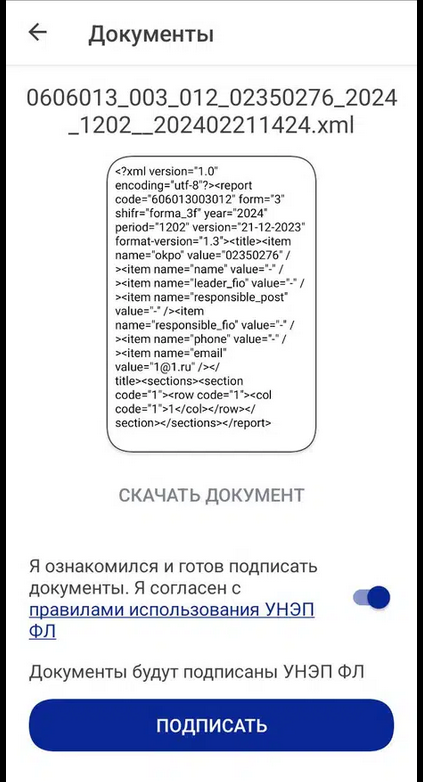 Документы
0606013_003_012_02350276_2024
_1202__202402211424.xml
<?xml version="1.0"
encoding="utf-8"?><report
code="606013003012" form="3"
shifr="forma_3f" year="2024"
period="1202" version="21-12-2023"
format-version="1.3"><title><item
name="okpo" value="02350276" /
><item name="name" value="-" /
><item name="leader_fio" value="-" /
><item name="responsible_post"
value="-" /><item
name="responsible_fio" value="-" /
><item name="phone" value="-" /
><item name="email"
value="1@1.ru" /></
title><sections><section
code="1"><row code="1"><col
code="1">1</col></row></
section></sections></report>
СКАЧАТЬ ДОКУМЕНТ
Я ознакомился и готов подписать
документы. Я согласен с
правилами использования УНЭП
ФЛ
Документы будут подписаны УНЭП ФЛ
ПОДПИСАТЬ